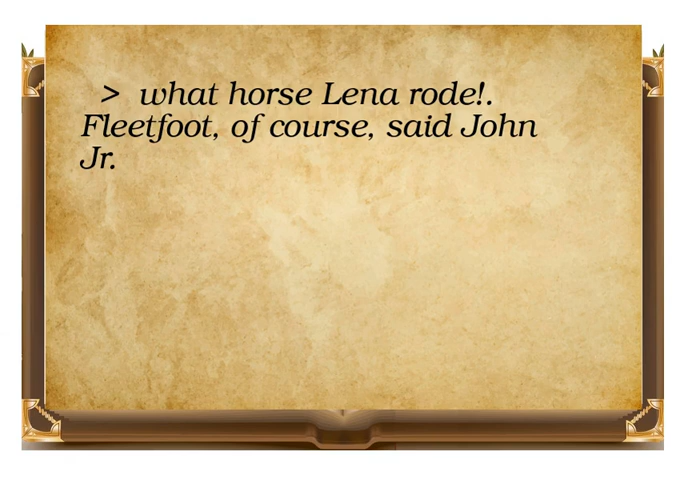 > what horse Lena rode!.
Fleetfoot, of course, said John
Jr.